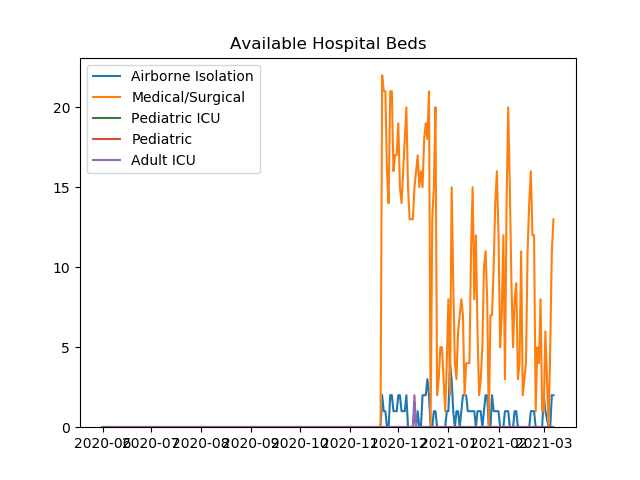 Available Hospital Beds
Airborne Isolation
Medical/Surgical
Pediatric ICU
Pediatric
Adult ICU
20
15
10
5
0
2020-06 2020-07 2020-08 2020-09 2020-10 2020-11 2020-12 2021-01 2021-02 2021-03